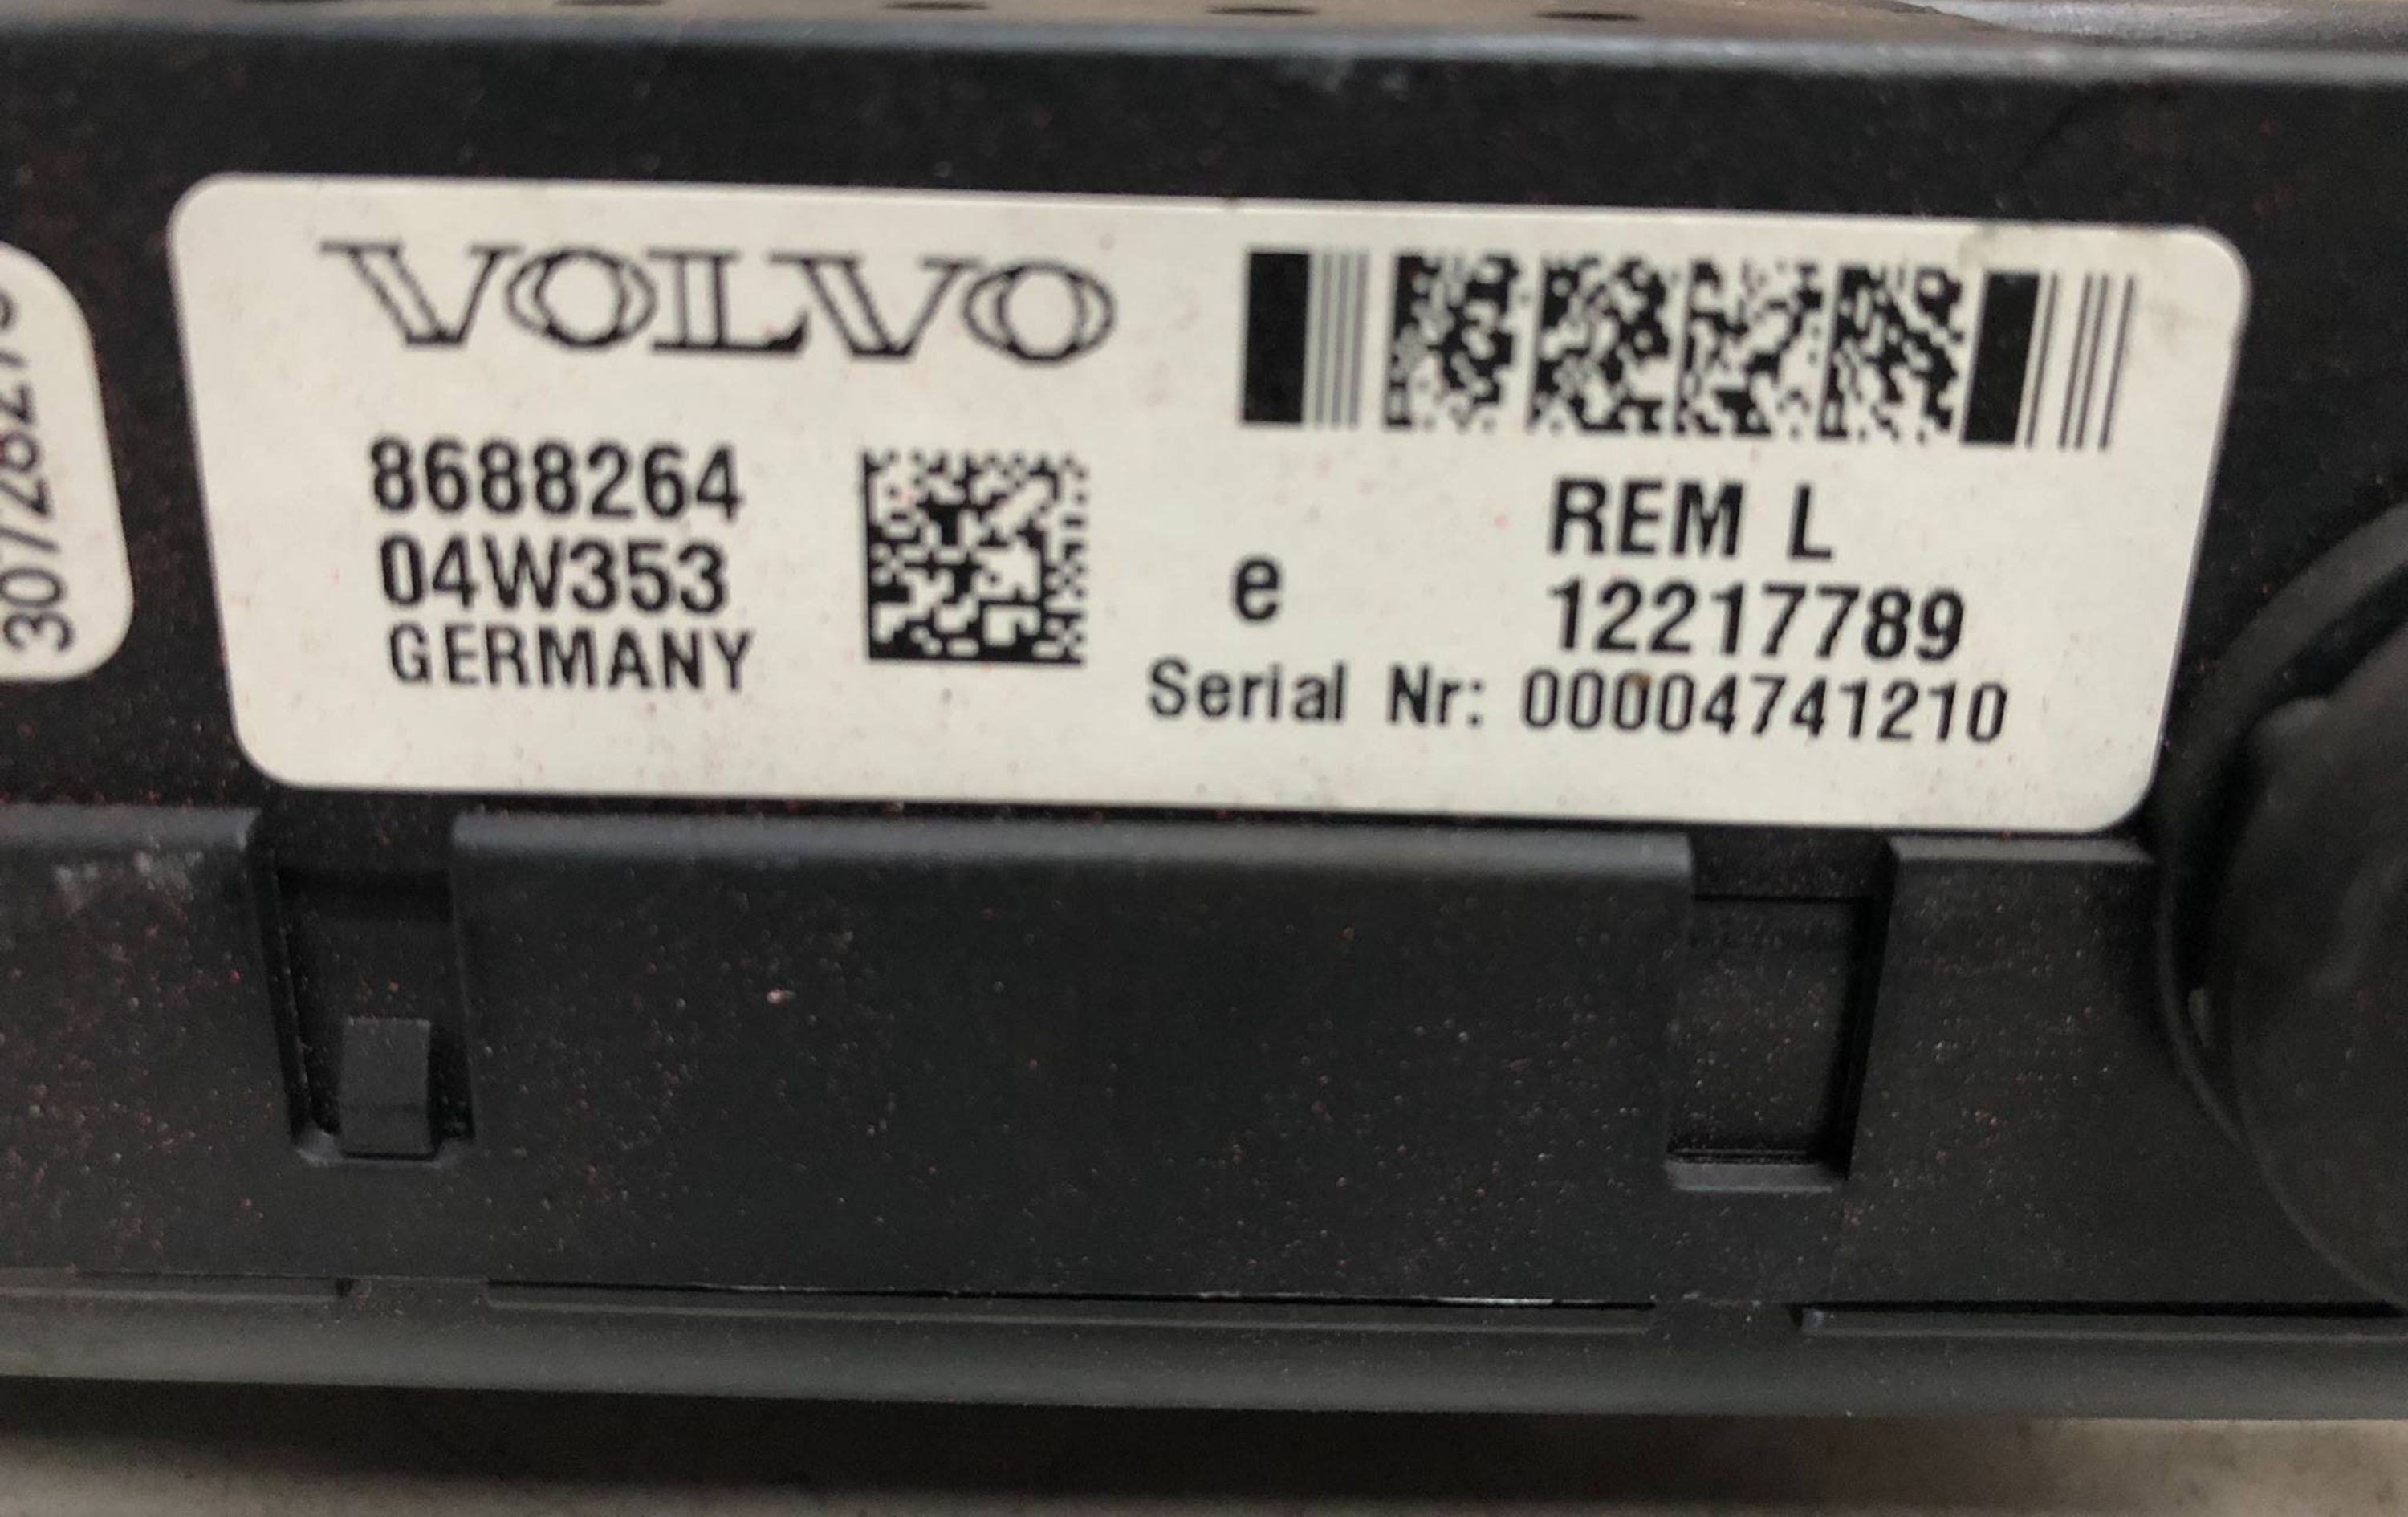 VOLVO
8688264
04W353
GERMANY
e
REM L
12217789
Serial Nr: 00004741210